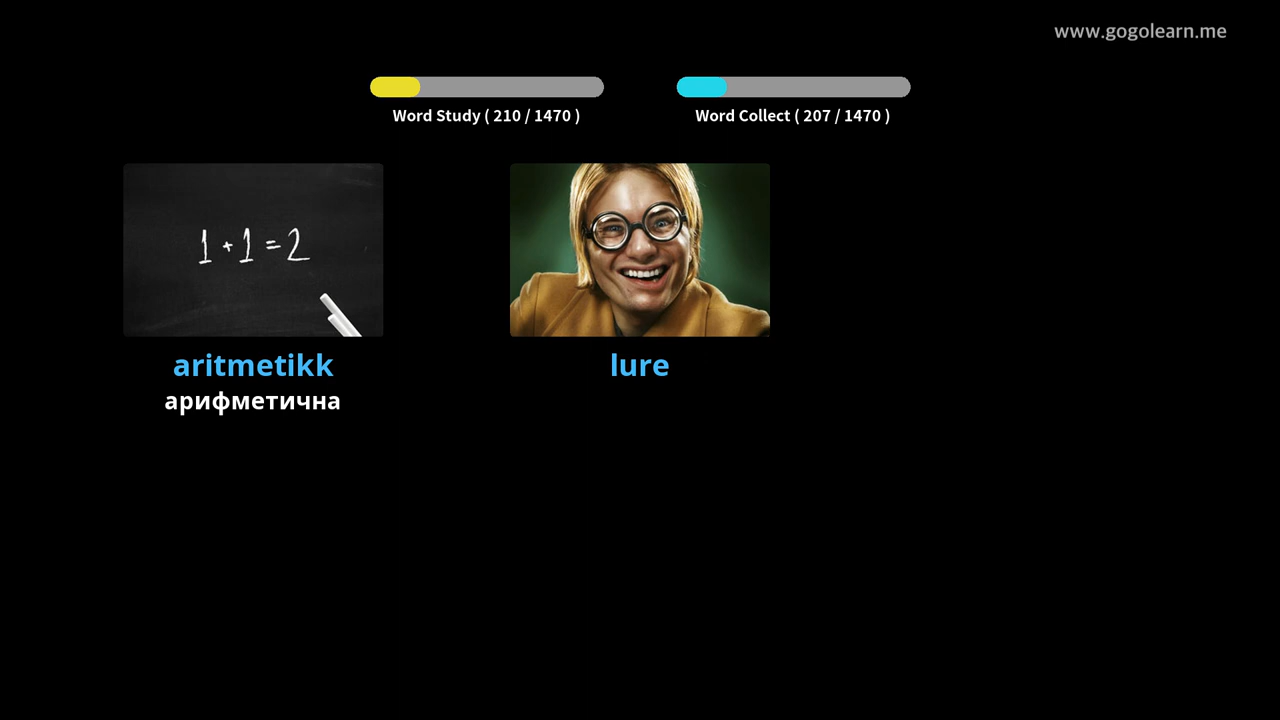 www.gogolearn.me
Word Study ( 210 / 1470 )
Word Collect ( 207 / 1470 )
1 + 1 = 2
aritmetikk
арифметична
lure